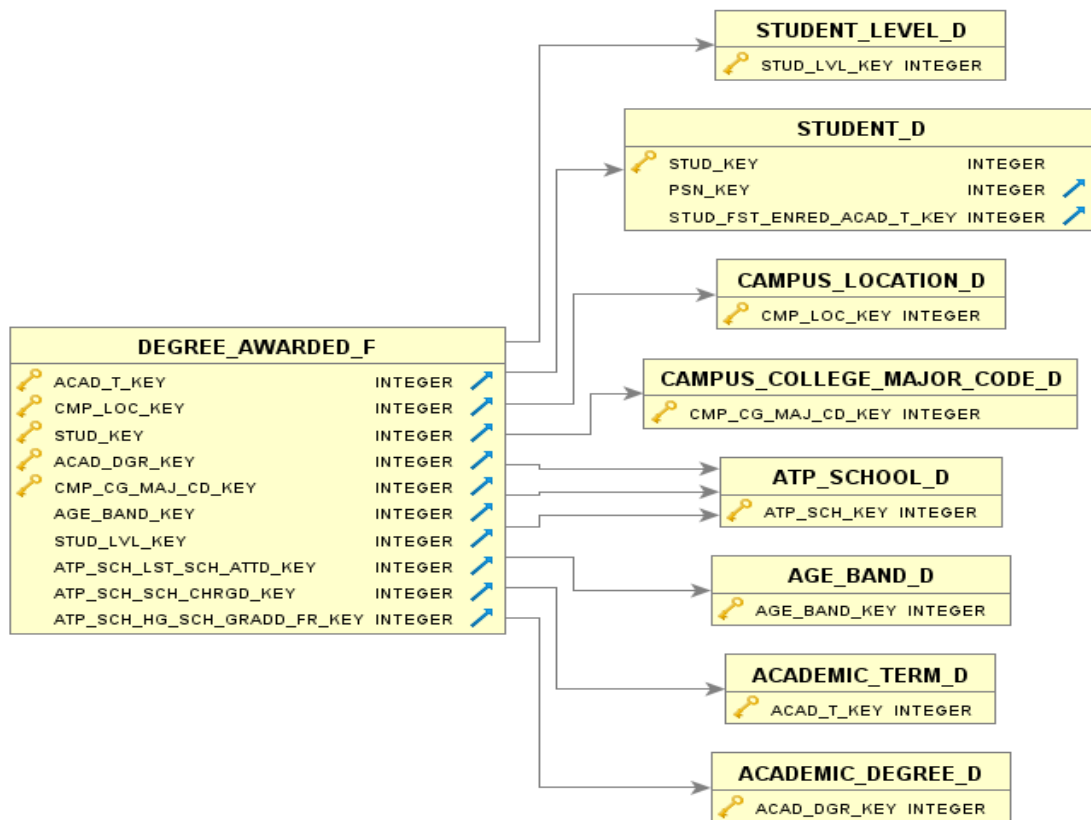 STUDENT_LEVEL_D
STUD_LVL_KEY INTEGER
STUDENT_D
STUD_KEY INTEGER
PSN_KEY INTEGER
STUD_FST_ENRED_ACAD_T_KEY INTEGER
CAMPUS_LOCATION_D
CMP_LOC_KEY INTEGER
DEGREE_AWARDED_F
ACAD_T_KEY INTEGER
CMP_LOC_KEY INTEGER
STUD_KEY INTEGER
ACAD_DGR_KEY INTEGER
CMP_CG_MAJ_CD_KEY INTEGER
AGE_BAND_KEY INTEGER
STUD_LVL_KEY INTEGER
ATP_SCH_LST_SCH_ATTD_KEY INTEGER
ATP_SCH_SCH_CHRGD_KEY INTEGER
ATP_SCH_HG_SCH_GRADD_FR_KEY INTEGER
CAMPUS_COLLEGE_MAJOR_CODE_D
CMP_CG_MAJ_CD_KEY INTEGER
ATP_SCHOOL_D
ATP_SCH_KEY INTEGER
AGE_BAND_D
AGE_BAND_KEY INTEGER
ACADEMIC_TERM_D
ACAD_T_KEY INTEGER
ACADEMIC_DEGREE_D
ACAD_DGR_KEY INTEGER